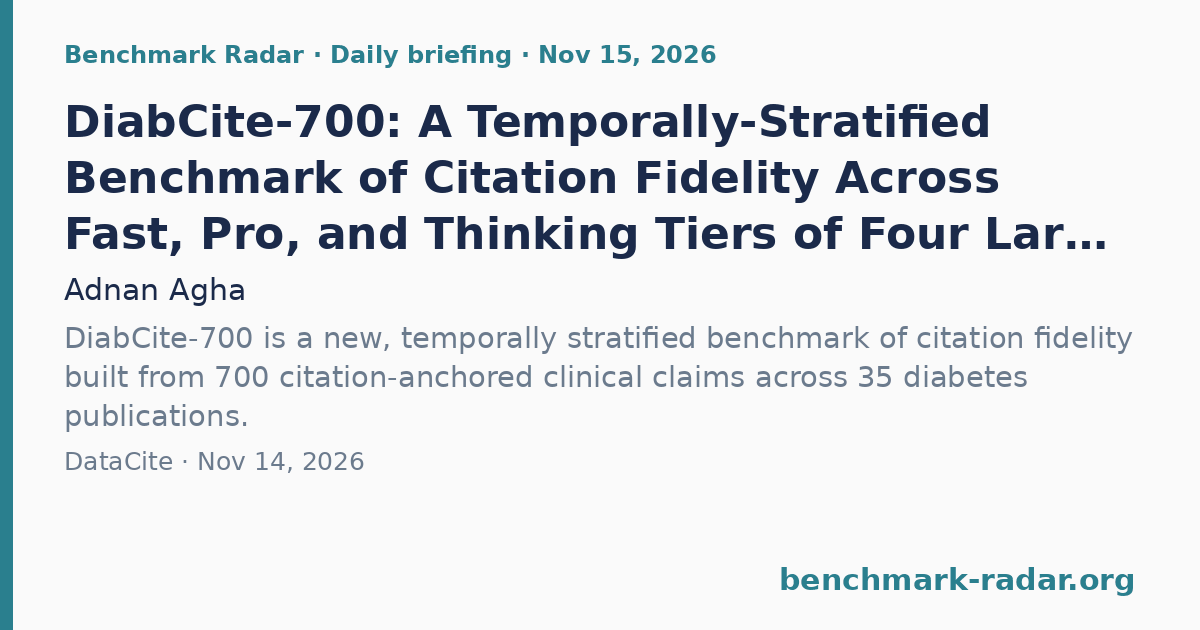 Benchmark Radar · Daily briefing · Nov 15, 2026
DiabCite-700: A Temporally-Stratified
Benchmark of Citation Fidelity Across
Fast, Pro, and Thinking Tiers of Four Lar…
Adnan Agha
DiabCite-700 is a new, temporally stratified benchmark of citation fidelity
built from 700 citation-anchored clinical claims across 35 diabetes
publications.
DataCite · Nov 14, 2026
benchmark-radar.org